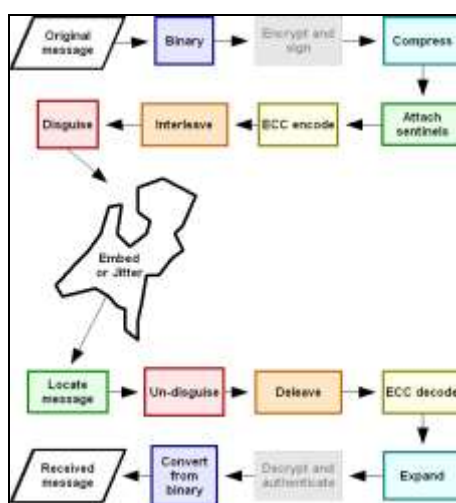 Original
message
Binary
Encrypt and
sign
Compress
Disguise
Interleave
ECC encode
Attach
sentinels
Embed
or Jitter
Locate
message
Un-disguise
Deleave
ECC decode
Received
message
Convert
from
binary
Decrypt and
authenticate
Expand